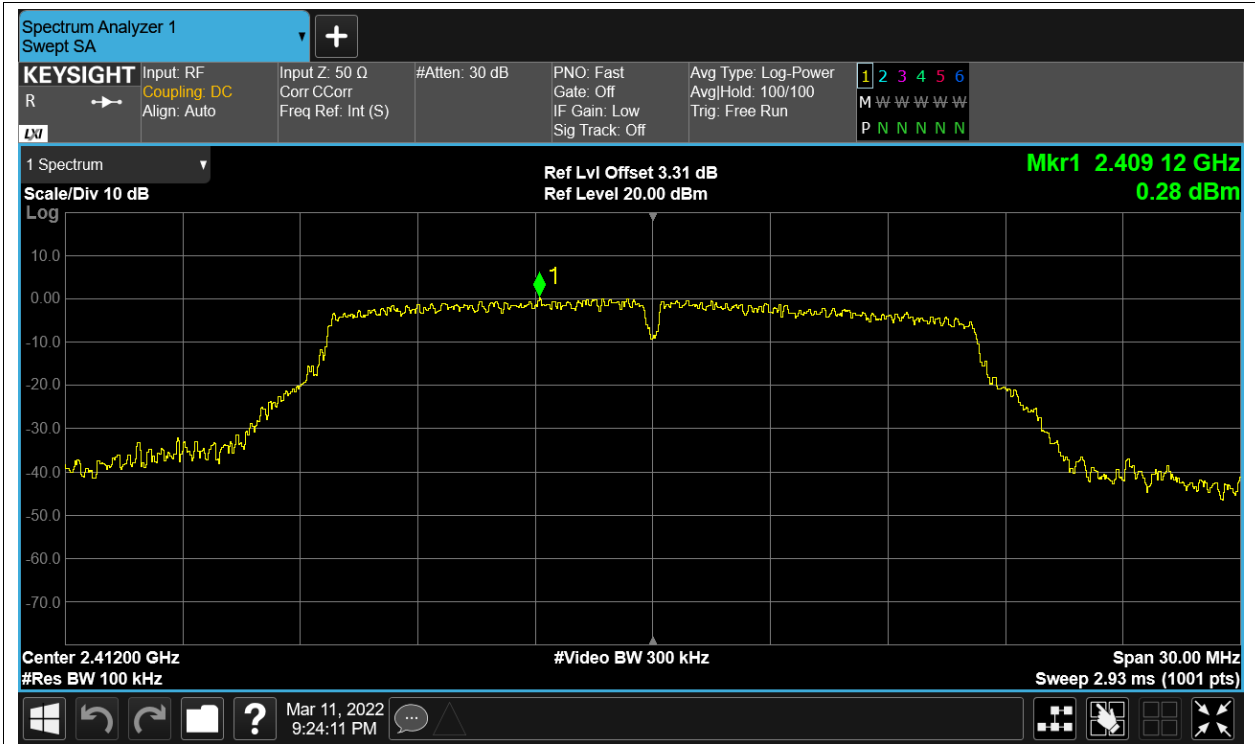 Spectrum Analyzer 1
Swept SA
KEYSIGHT
R
LXI
Input: RF
Coupling: DC
Align: Auto
Input Z: 50 Ω
Corr CCorr
Freq Ref: Int (S)
#Atten: 30 dB
PNO: Fast
Gate: Off
IF Gain: Low
Sig Track: Off
Avg Type: Log-Power
Avg|Hold: 100/100
Trig: Free Run
1 2 3 4 5 6
M W W W W W
P N N N N N
1 Spectrum
Scale/Div 10 dB
Log
Ref Lvl Offset 3.31 dB
Ref Level 20.00 dBm
Mkr1 2.409 12 GHz
0.28 dBm
1
10.0
0.00
-10.0
-20.0
-30.0
-40.0
-50.0
-60.0
-70.0
Center 2.41200 GHz
#Res BW 100 kHz
#Video BW 300 kHz
Span 30.00 MHz
Sweep 2.93 ms (1001 pts)
?
Mar 11, 2022
9:24:11 PM